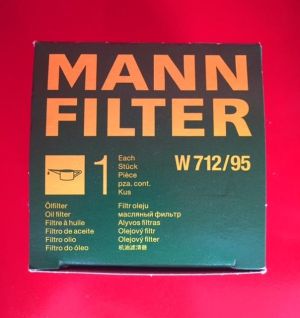 MANN
FILTER
1
Each
Stück
Pièce
pza. cont.
Kus
W 712/95
Ölfilter
Oil filter
Filtre à huile
Filtro de aceite
Filtro olio
Filtro do óleo
Filtr oleju
масляный фильтр
Alyvos filtras
Olejový filtr
Olejový filter
机油滤清器